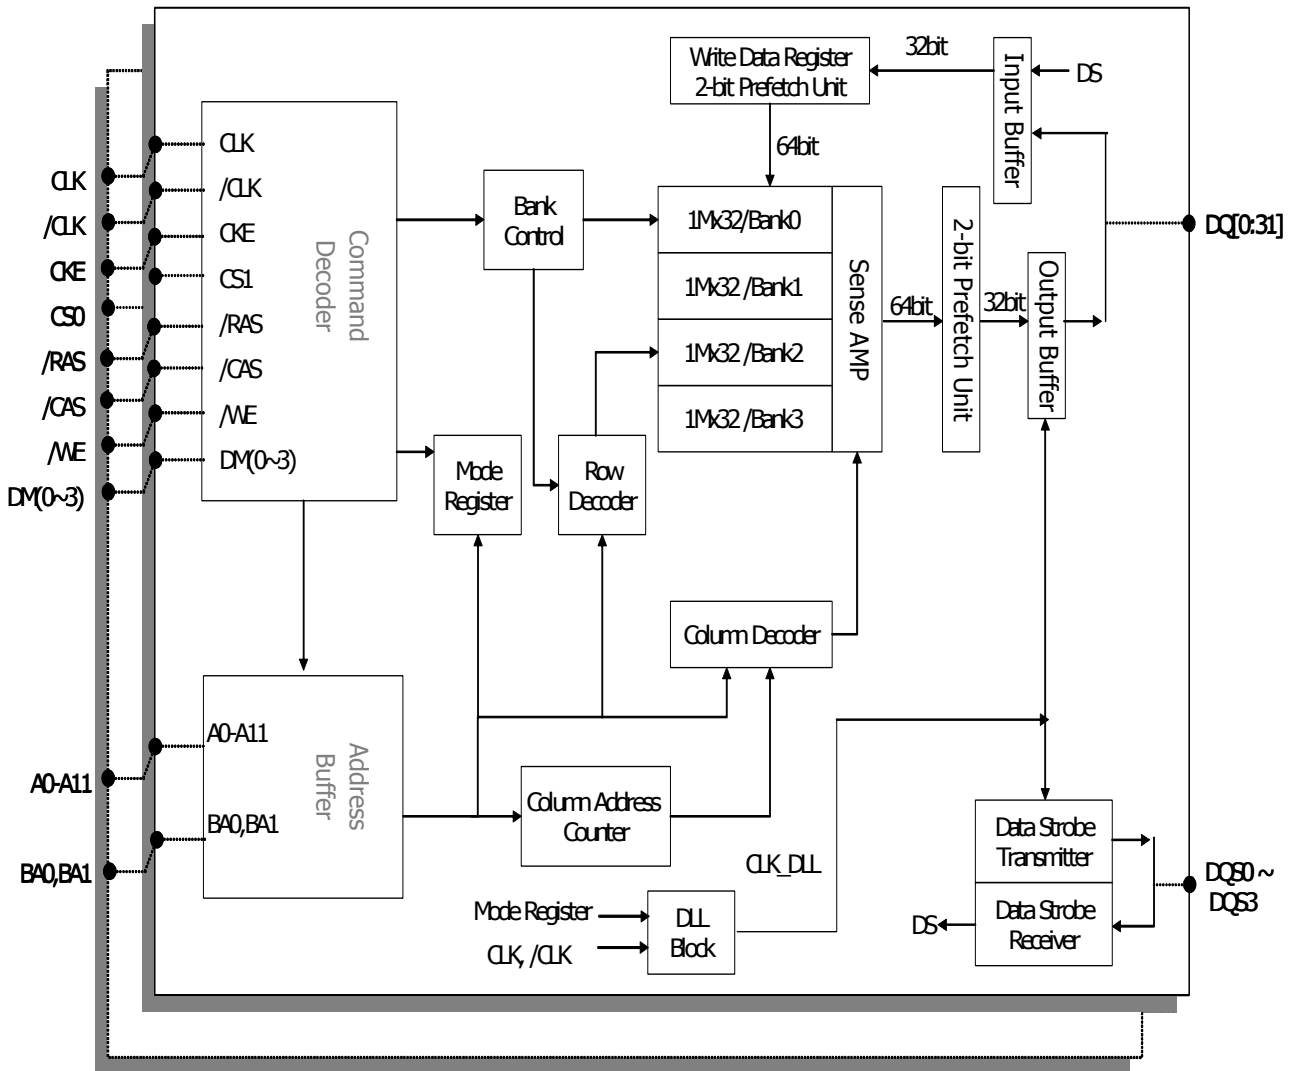 CLK
/CLK
CKE
CS0
/RAS
/CAS
/WE
DM(0~3)
A0-A11
BA0,BA1
CLK
/CLK
CKE
CS1
/RAS
/CAS
/WE
DM(0~3)
Command
Decoder
A0-A11
BA0,BA1
Address
Buffer
Bank
Control
Mode
Register
Row
Decoder
Write Data Register
2-bit Prefetch Unit
32bit
Input Buffer
DS
64bit
1Mx32/Bank0
1Mx32/Bank1
1Mx32/Bank2
1Mx32/Bank3
Sense AMP
64bit
2-bit Prefetch Unit
32bit
Output Buffer
DQ[0:31]
Column Decoder
Column Address
Counter
CLK_DLL
Mode Register
CLK, /CLK
DLL
Block
Data Strobe
Transmitter
Data Strobe
Receiver
DS
DQS0 ~
DQS3